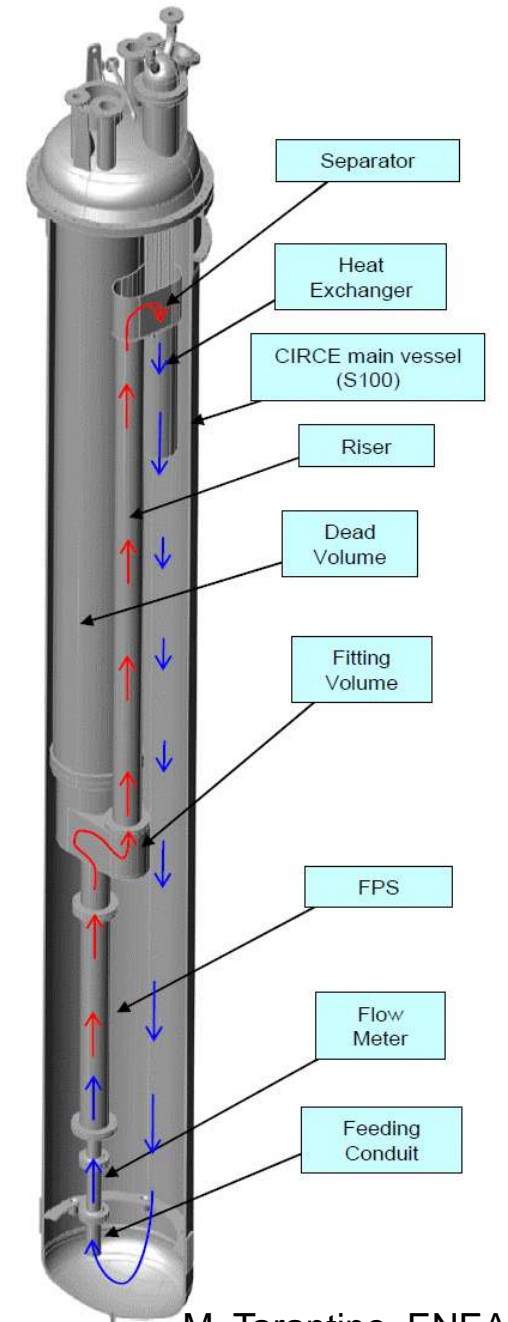 Separator
Heat
Exchanger
CIRCE main vessel
(S100)
Riser
Dead
Volume
Fitting
Volume
FPS
Flow
Meter
Feeding
Conduit
M. Tarantino, ENEA